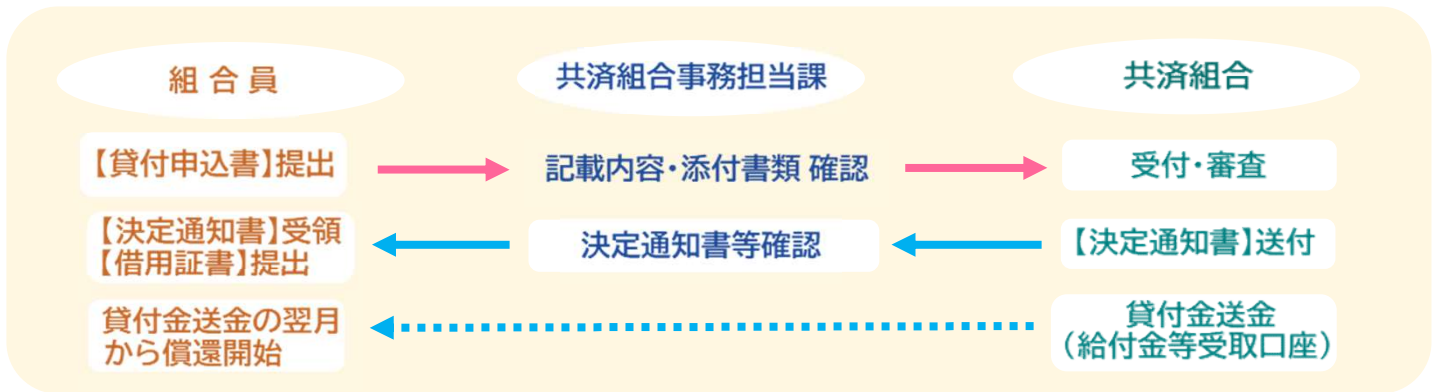 組合員
共済組合事務担当課
共済組合
【貸付申込書】提出
記載内容・添付書類 確認
受付・審査
【決定通知書】受領
【借用証書】提出
決定通知書等確認
【決定通知書】送付
貸付金送金の翌月
から償還開始
貸付金送金
（給付金等受取口座）